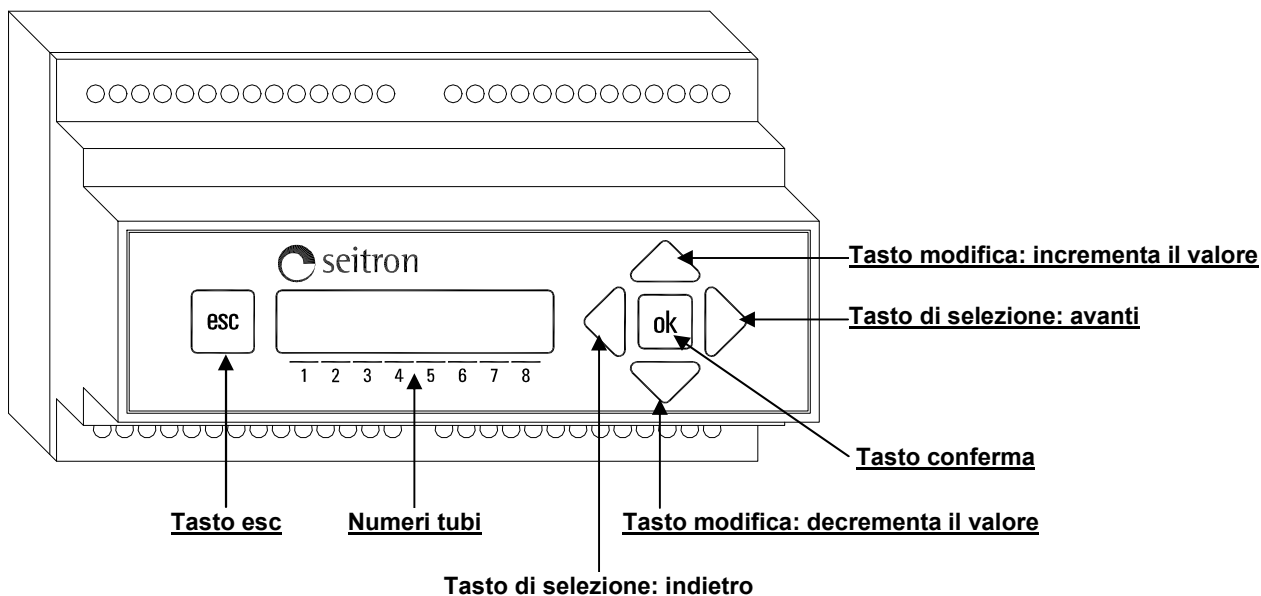 seitron
Tasto modifica: incrementa il valore
esc
ok
Tasto di selezione: avanti
1 2 3 4 5 6 7 8
Tasto conferma
Tasto esc
Numeri tubi
Tasto modifica: decrementa il valore
Tasto di selezione: indietro